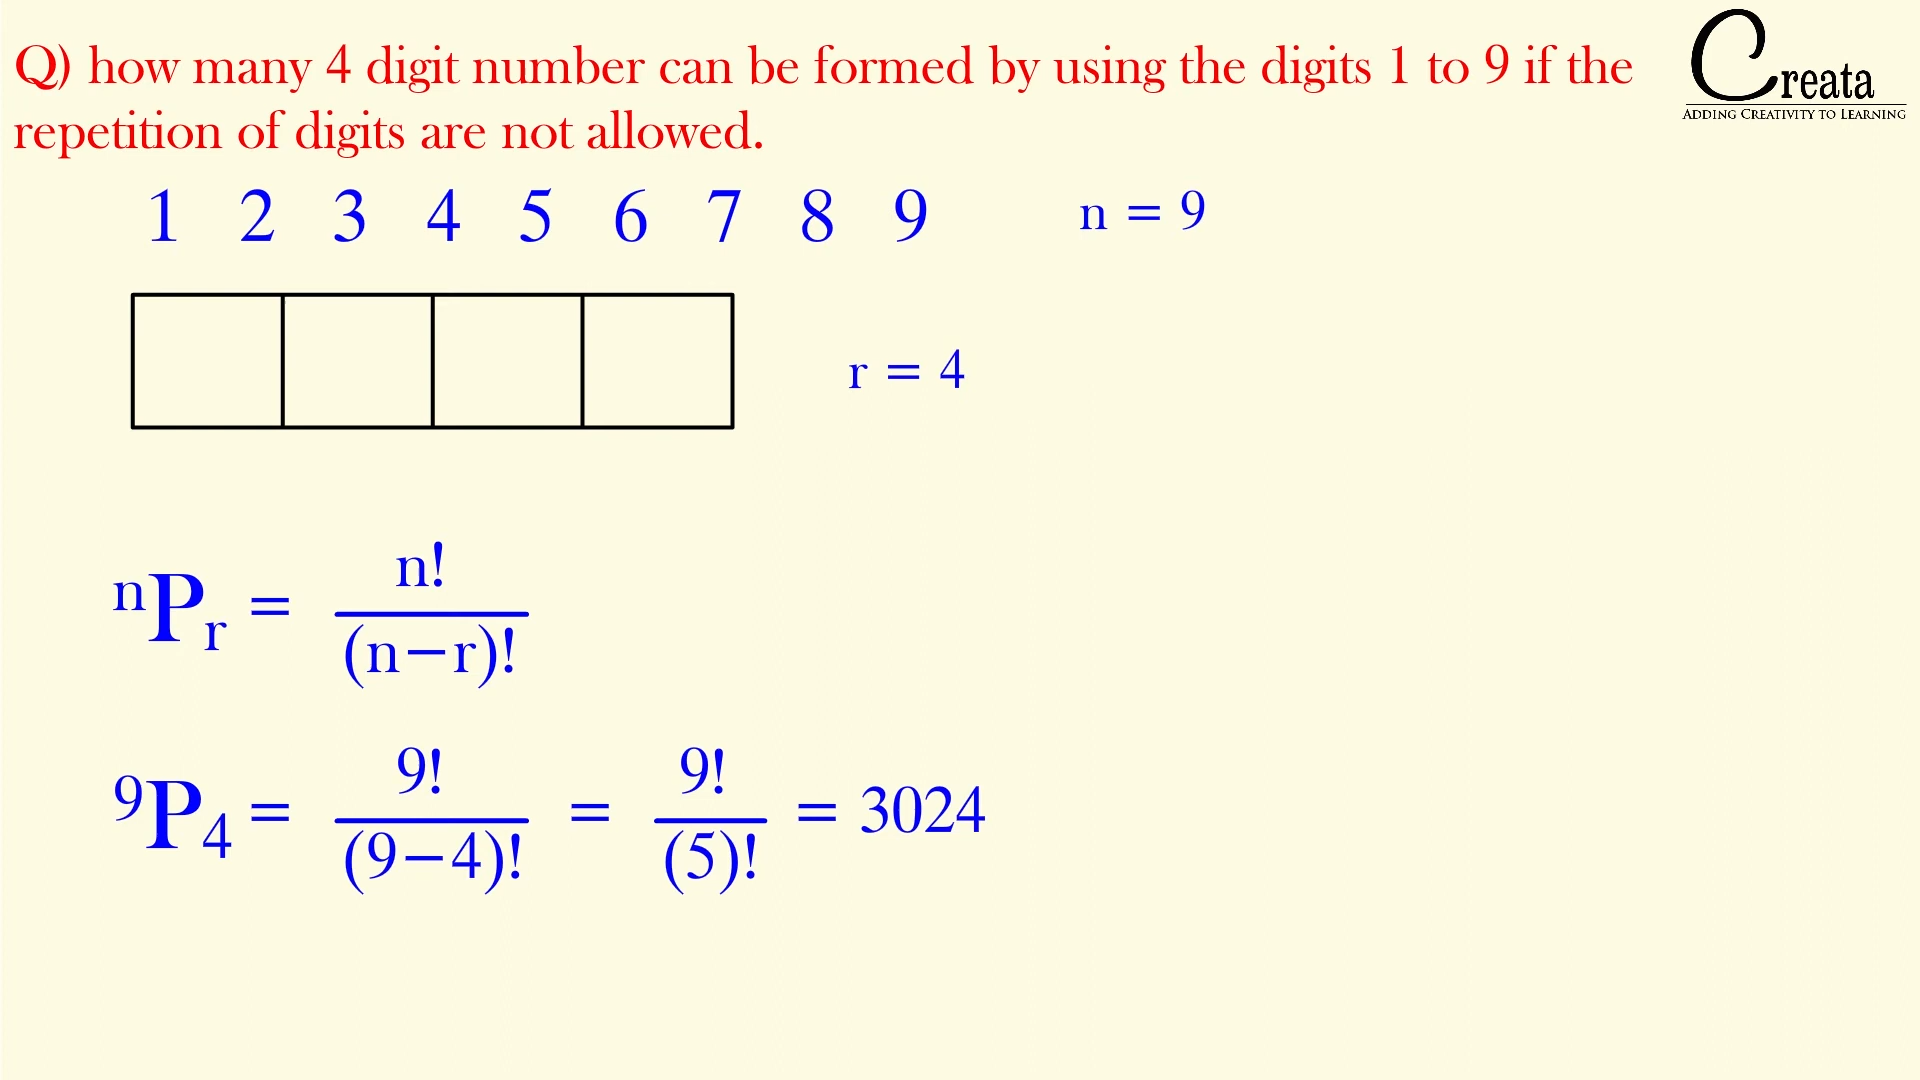 Q) how many 4 digit number can be formed by using the digits 1 to 9 if the
repetition of digits are not allowed.
Creata
ADDING CREATIVITY TO LEARNING
1 2 3 4 5 6 7 8 9 n = 9
r = 4
ⁿPᵣ = n! / (n−r)!
⁹P₄ = 9! / (9−4)! = 9! / (5)! = 3024